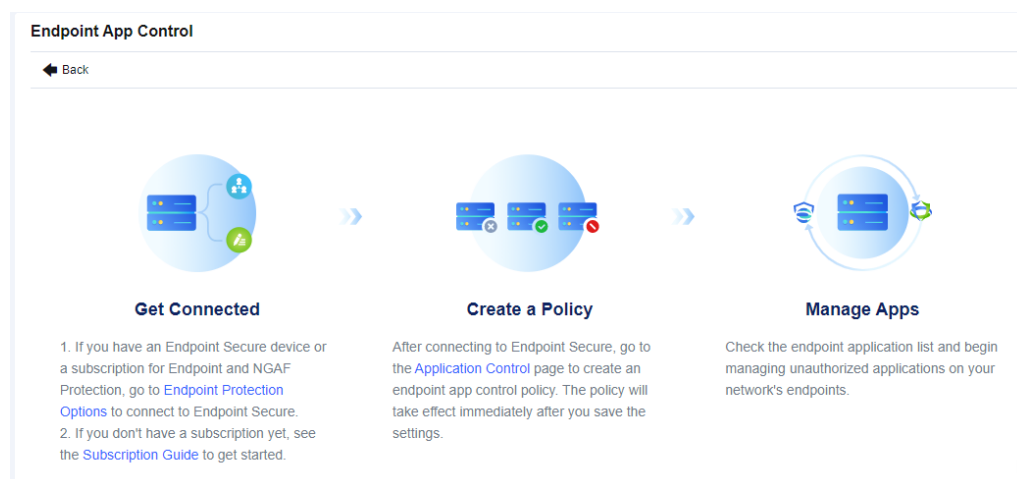 Endpoint App Control
Back
Get Connected
1. If you have an Endpoint Secure device or
a subscription for Endpoint and NGAF
Protection, go to Endpoint Protection
Options to connect to Endpoint Secure.
2. If you don't have a subscription yet, see
the Subscription Guide to get started.
Create a Policy
After connecting to Endpoint Secure, go to
the Application Control page to create an
endpoint app control policy. The policy will
take effect immediately after you save the
settings.
Manage Apps
Check the endpoint application list and begin
managing unauthorized applications on your
network's endpoints.